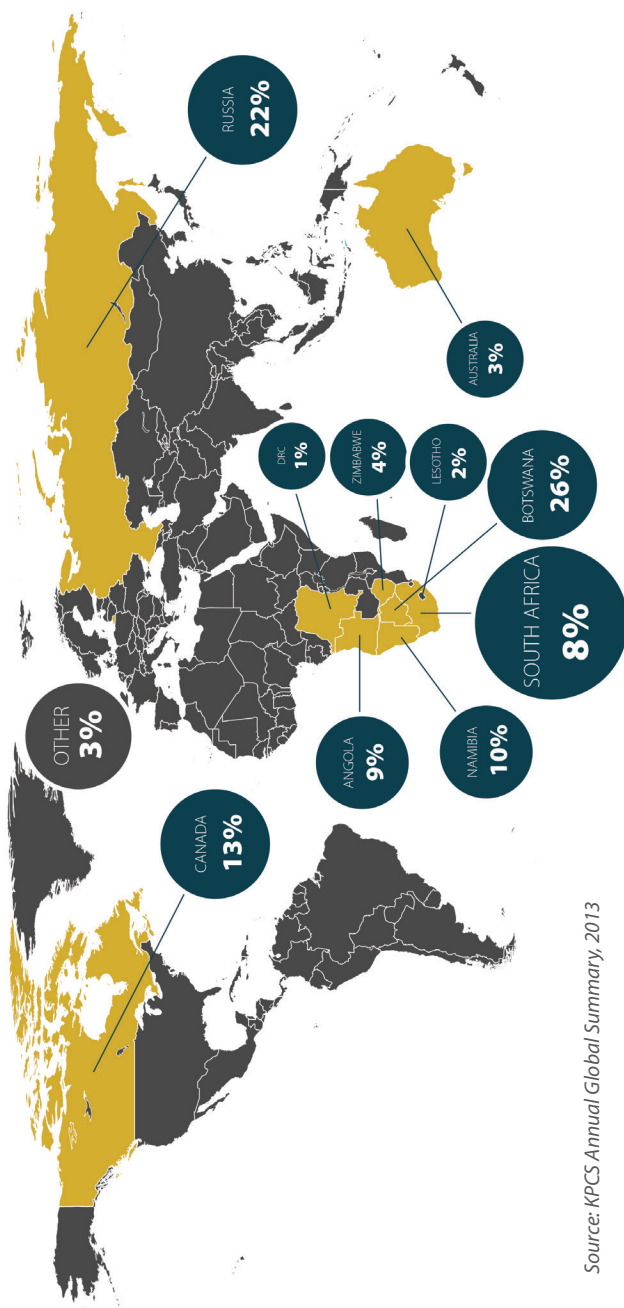 OTHER
3%
CANADA
13%
RUSSIA
22%
DRC
1%
ZIMBABWE
4%
LESOTHO
2%
BOTSWANA
26%
SOUTH AFRICA
8%
ANGOLA
9%
NAMIBIA
10%
AUSTRALIA
3%
Source: KPCS Annual Global Summary, 2013